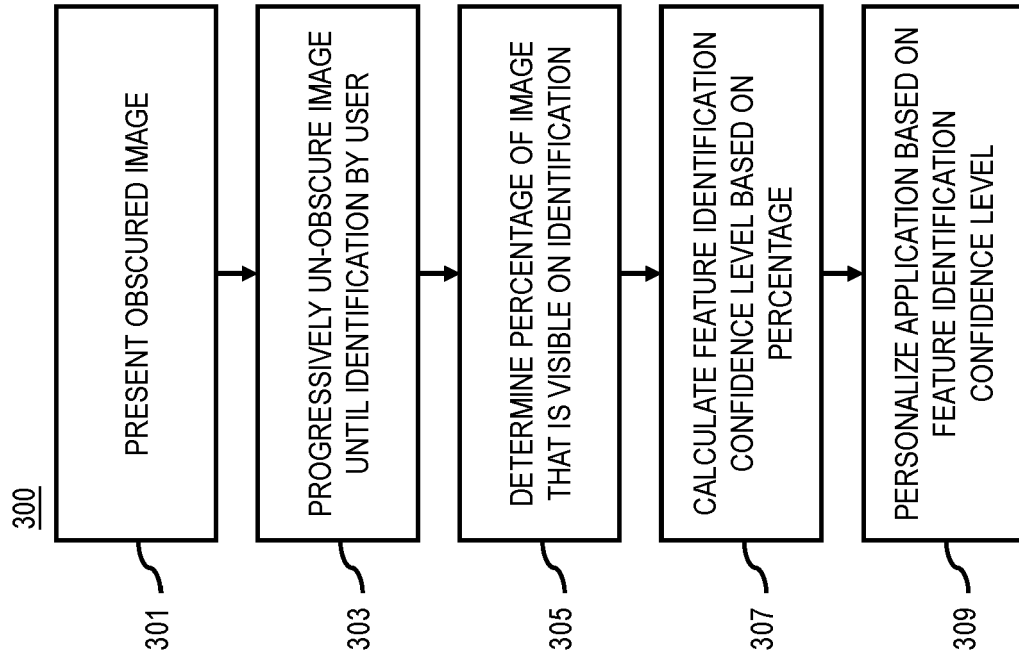 300
301
PRESENT OBSCURED IMAGE
303
PROGRESSIVELY UN-OBSCURE IMAGE
UNTIL IDENTIFICATION BY USER
305
DETERMINE PERCENTAGE OF IMAGE
THAT IS VISIBLE ON IDENTIFICATION
307
CALCULATE FEATURE IDENTIFICATION
CONFIDENCE LEVEL BASED ON
PERCENTAGE
309
PERSONALIZE APPLICATION BASED ON
FEATURE IDENTIFICATION
CONFIDENCE LEVEL